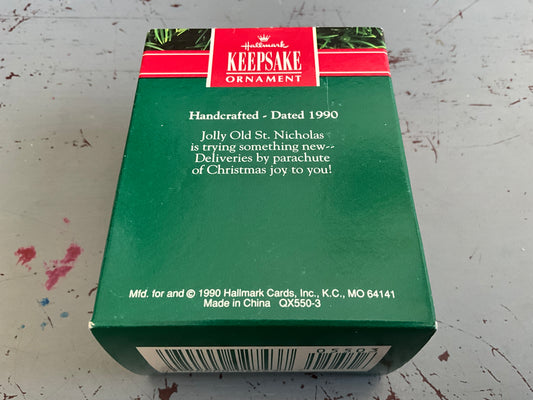 Hallmark
KEEPSAKE
ORNAMENT
Handcrafted - Dated 1990
Jolly Old St. Nicholas
is trying something new--
Deliveries by parachute
of Christmas joy to you!
Mfd. for and © 1990 Hallmark Cards, Inc., K.C., MO 64141
Made in China QX550-3
05503